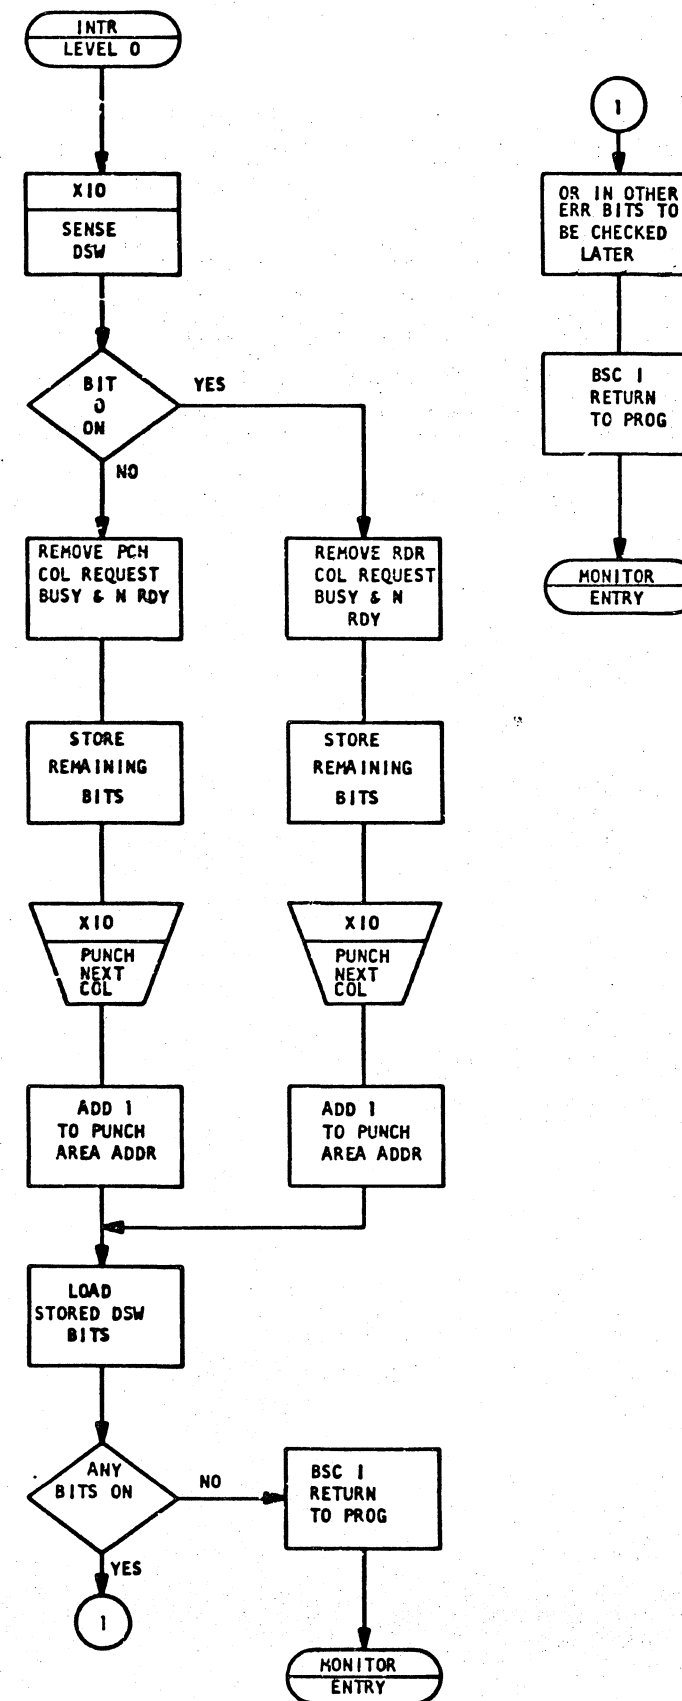 INTR
LEVEL 0
XIO
SENSE
DSW
BIT
0
ON
YES
NO
REMOVE PCH
COL REQUEST
BUSY & N RDY
REMOVE RDR
COL REQUEST
BUSY & N
RDY
STORE
REMAINING
BITS
STORE
REMAINING
BITS
XIO
PUNCH
NEXT
COL
XIO
PUNCH
NEXT
COL
ADD 1
TO PUNCH
AREA ADDR
ADD 1
TO PUNCH
AREA ADDR
LOAD
STORED DSW
BITS
ANY
BITS ON
NO
YES
1
BSC I
RETURN
TO PROG
MONITOR
ENTRY
1
OR IN OTHER
ERR BITS TO
BE CHECKED
LATER
BSC I
RETURN
TO PROG
MONITOR
ENTRY